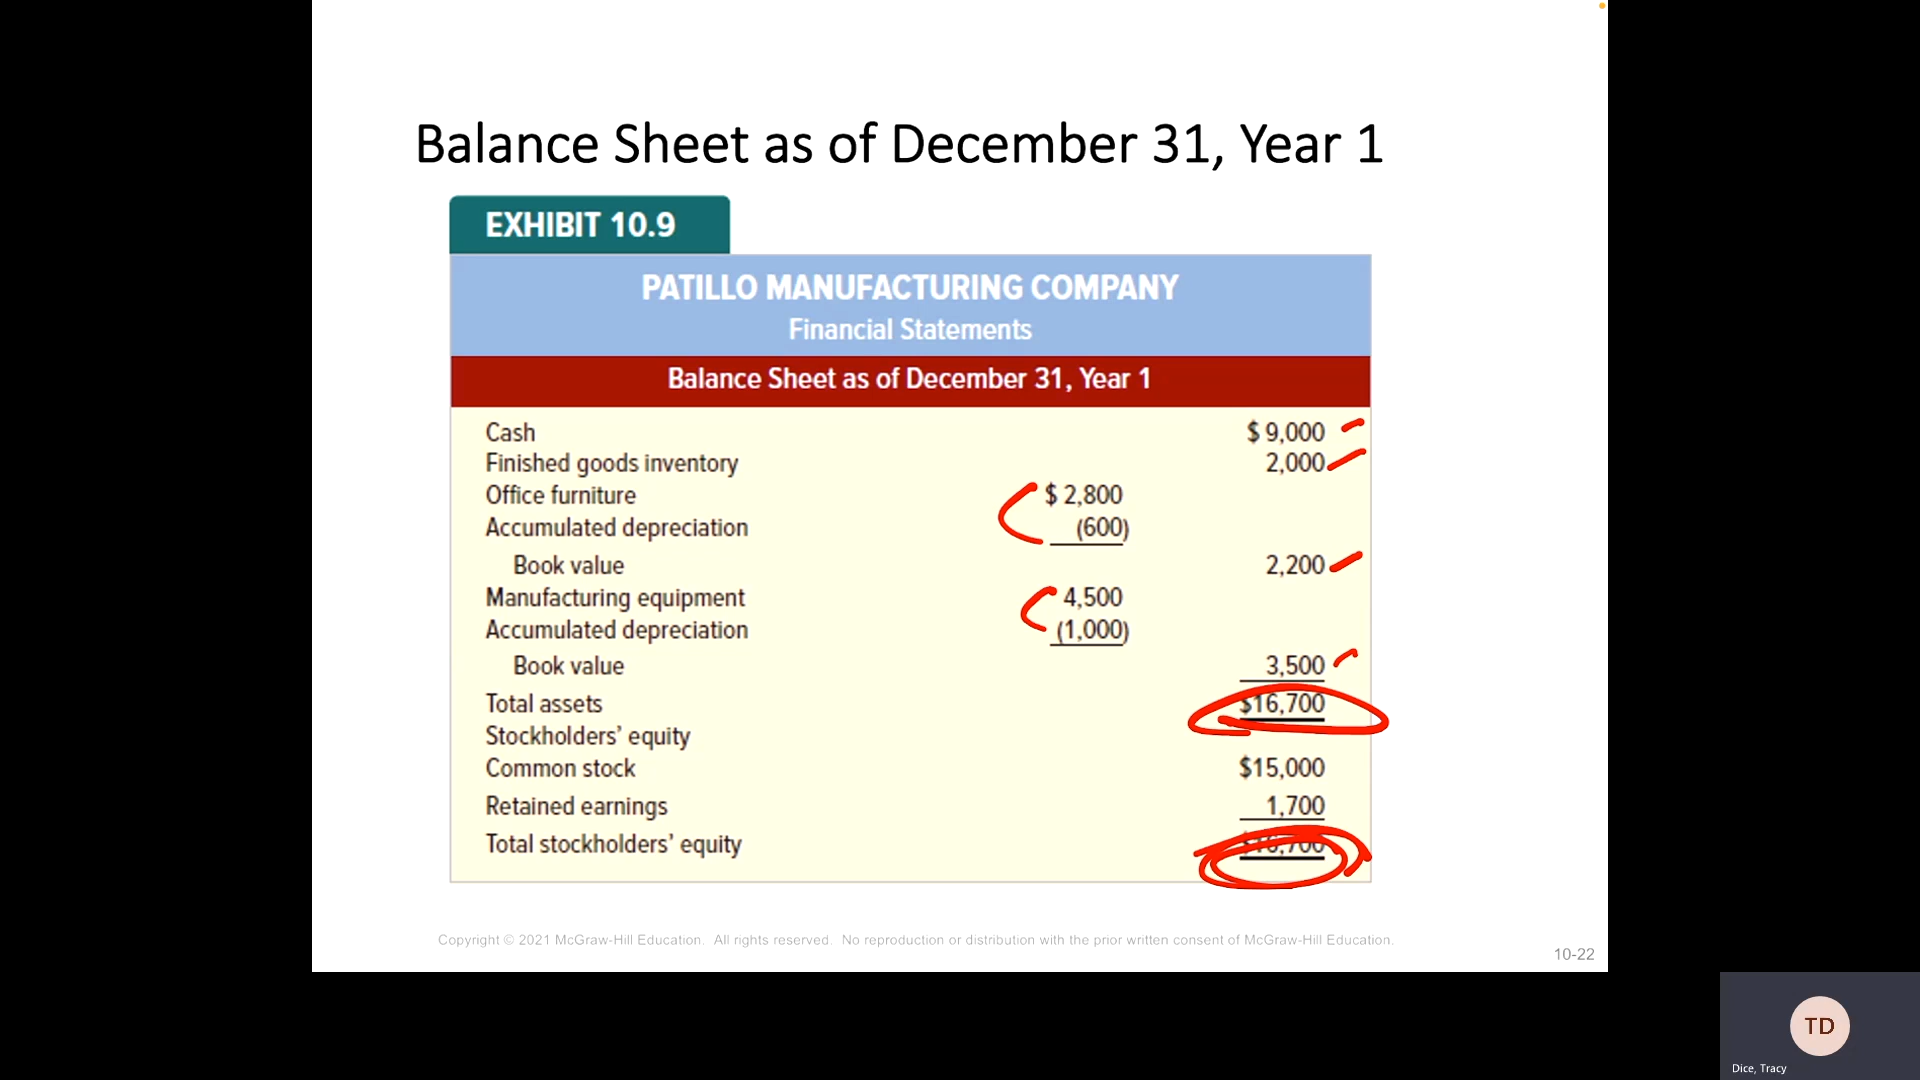 Balance Sheet as of December 31, Year 1
EXHIBIT 10.9
PATILLO MANUFACTURING COMPANY
Financial Statements
Balance Sheet as of December 31, Year 1
Cash $ 9,000
Finished goods inventory 2,000
Office furniture $ 2,800
Accumulated depreciation (600)
Book value 2,200
Manufacturing equipment 4,500
Accumulated depreciation (1,000)
Book value 3,500
Total assets $16,700
Stockholders’ equity
Common stock $15,000
Retained earnings 1,700
Total stockholders’ equity $16,700
Copyright © 2021 McGraw-Hill Education. All rights reserved. No reproduction or distribution with the prior written consent of McGraw-Hill Education.
10-22
TD
Dice, Tracy